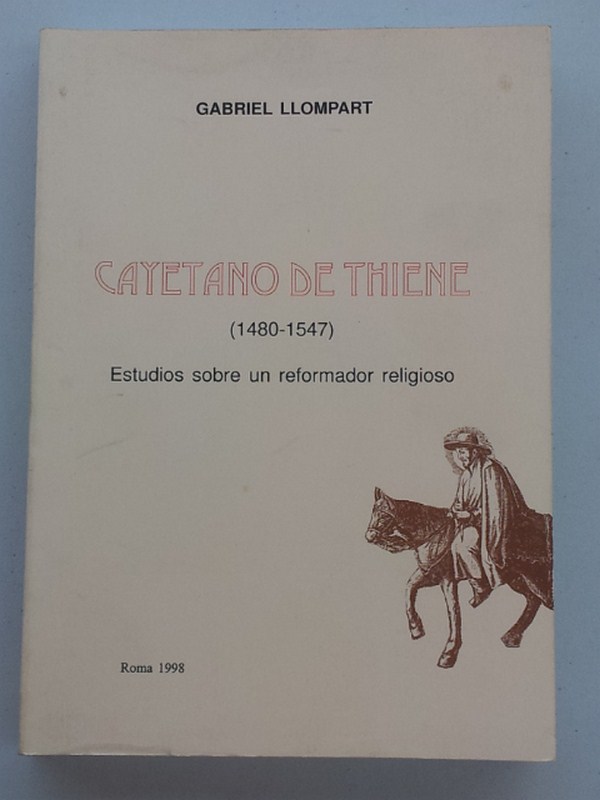 GABRIEL LLOMPART
CAYETANO DE THIENE
(1480-1547)
Estudios sobre un reformador religioso
Roma 1998